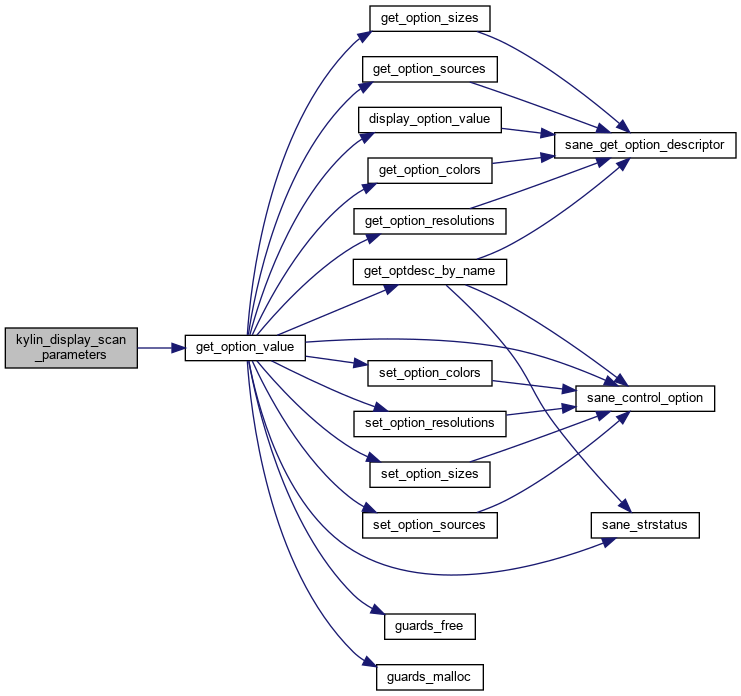 get_option_sizes
get_option_sources
display_option_value
sane_get_option_descriptor
get_option_colors
get_option_resolutions
get_optdesc_by_name
kylin_display_scan
_parameters
get_option_value
set_option_colors
sane_control_option
set_option_resolutions
set_option_sizes
set_option_sources
sane_strstatus
guards_free
guards_malloc